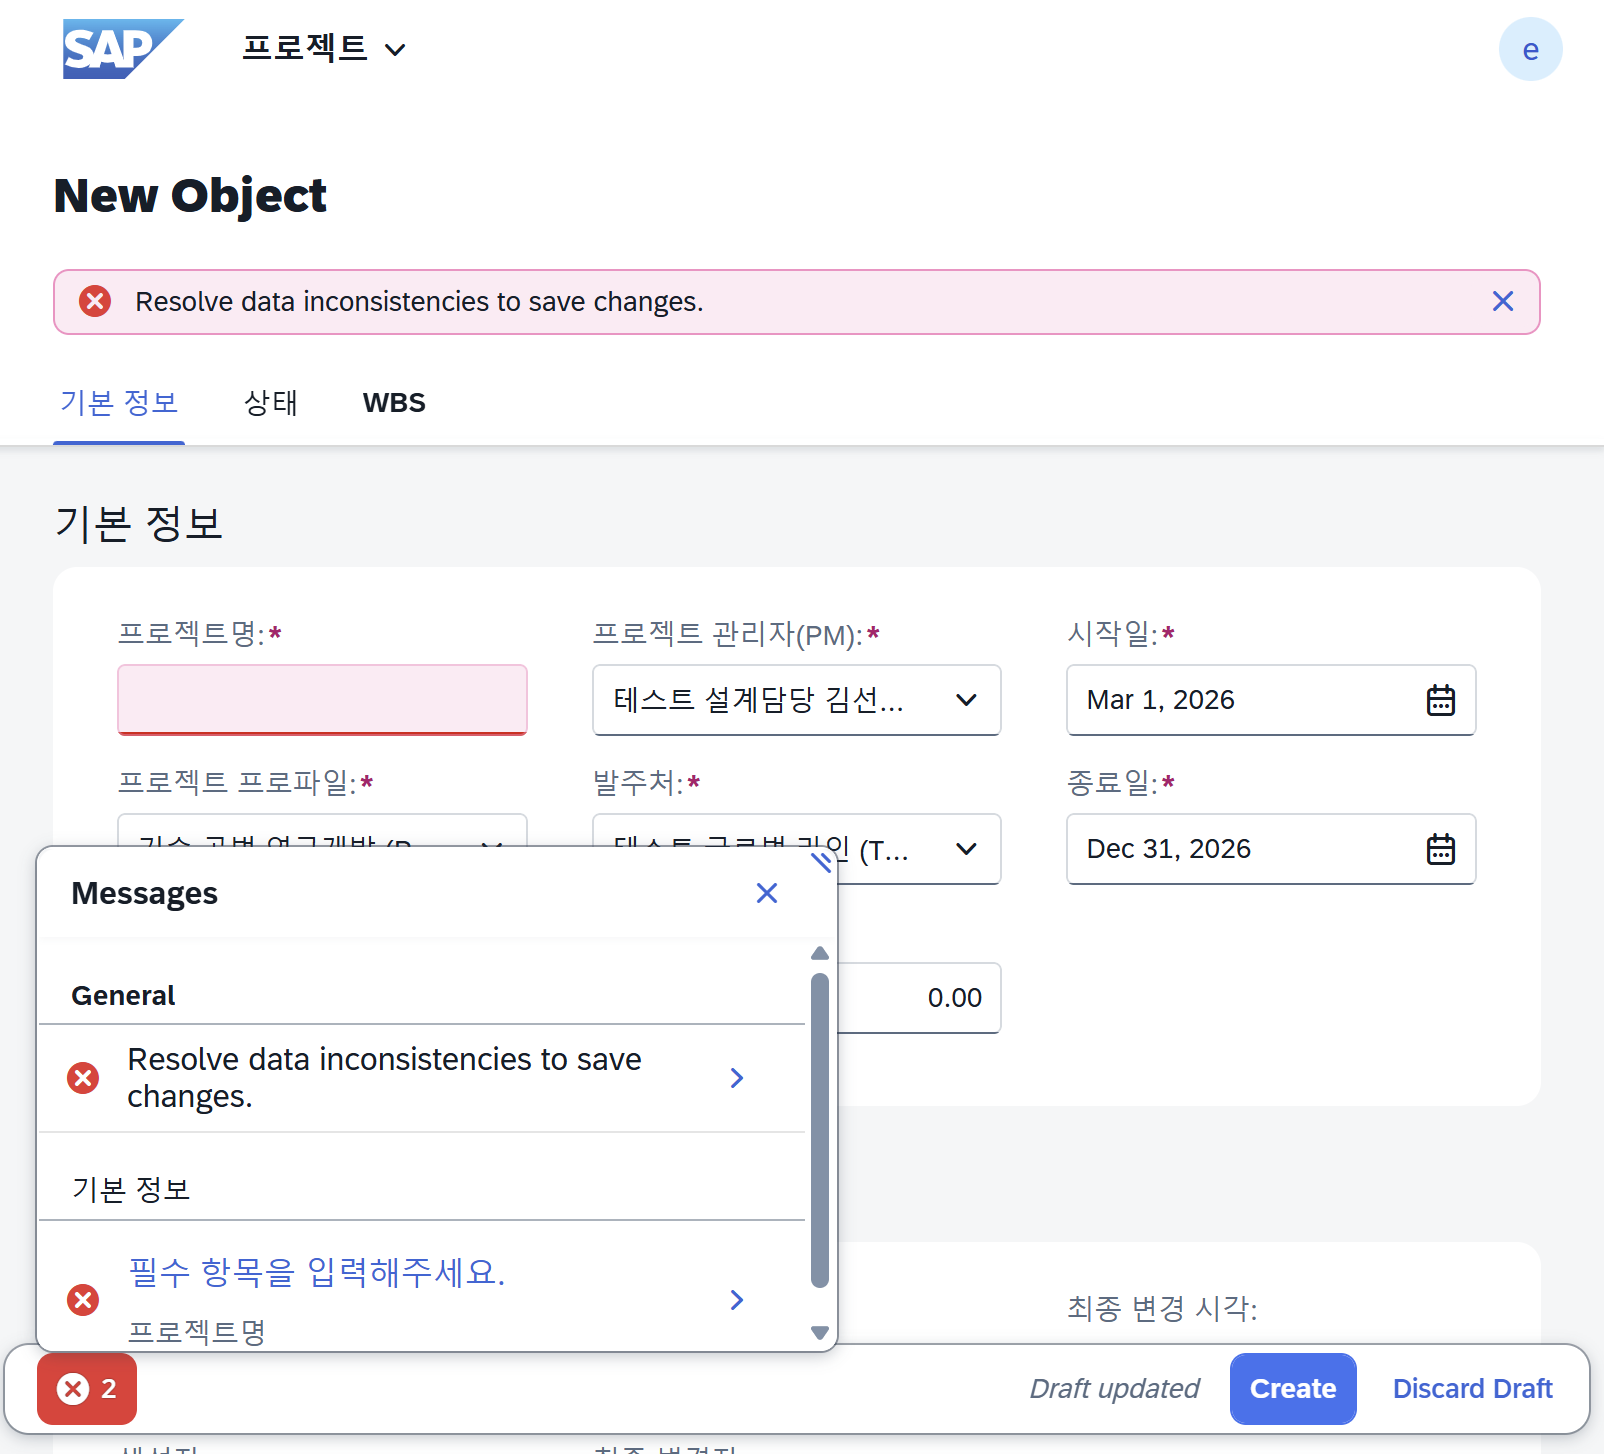 SAP
프로젝트
e
New Object
Resolve data inconsistencies to save changes.
기본 정보
상태
WBS
기본 정보
프로젝트명:*
프로젝트 관리자(PM):*
시작일:*
테스트 설계담당 김선...
Mar 1, 2026
프로젝트 프로파일:*
발주처:*
종료일:*
Dec 31, 2026
Messages
General
0.00
Resolve data inconsistencies to save
changes.
기본 정보
필수 항목을 입력해주세요.
프로젝트명
최종 변경 시각:
2
Draft updated
Create
Discard Draft